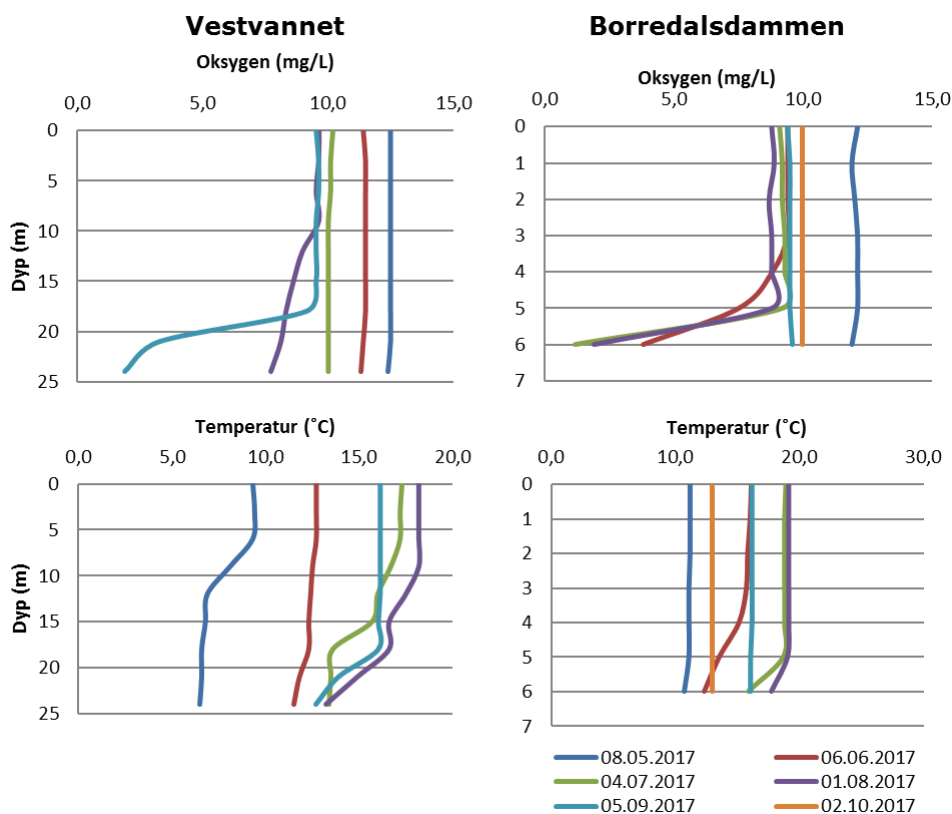 Vestvannet
Oksygen (mg/L)
0,0 5,0 10,0 15,0
0
5
10
15
20
25
Dyp (m)
Borredalsdammen
Oksygen (mg/L)
0,0 5,0 10,0 15,0
0
1
2
3
4
5
6
7
Temperatur (˚C)
0,0 5,0 10,0 15,0 20,0
0
5
10
15
20
25
Dyp (m)
Temperatur (˚C)
0,0 10,0 20,0 30,0
0
1
2
3
4
5
6
7
08.05.2017 06.06.2017
04.07.2017 01.08.2017
05.09.2017 02.10.2017